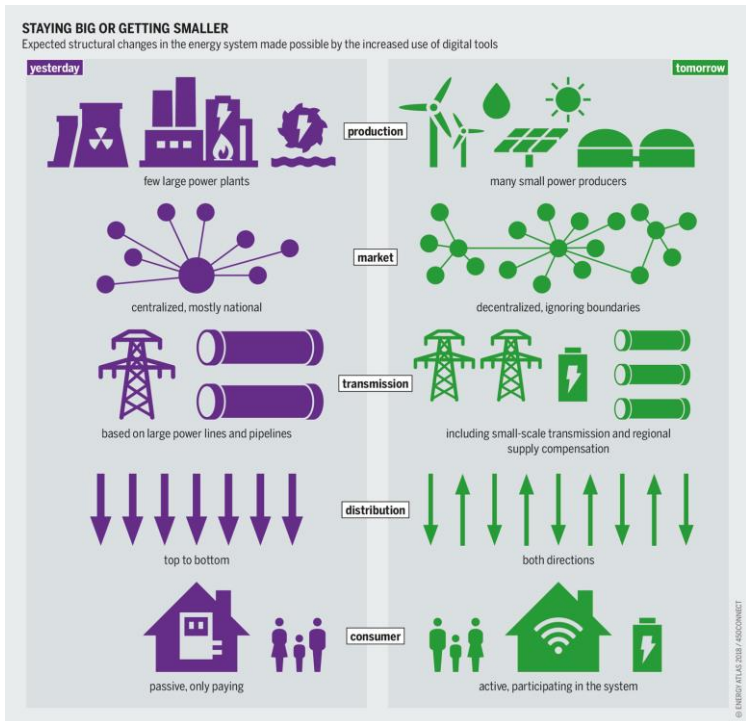 STAYING BIG OR GETTING SMALLER
Expected structural changes in the energy system made possible by the increased use of digital tools
yesterday
tomorrow
production
few large power plants
many small power producers
market
centralized, mostly national
decentralized, ignoring boundaries
transmission
based on large power lines and pipelines
including small-scale transmission and regional
supply compensation
distribution
top to bottom
both directions
consumer
passive, only paying
active, participating in the system
© ENERGY ATLAS 2018 / 450CONNECT